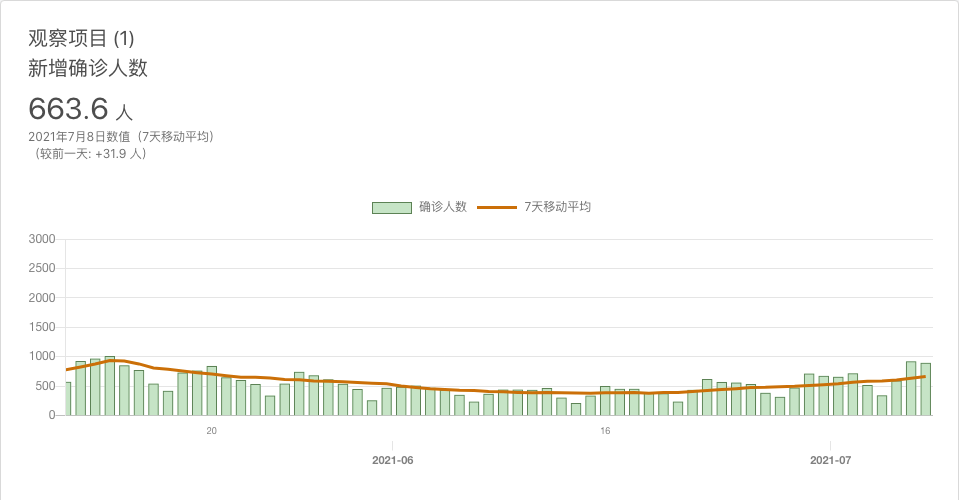 观察项目 (1)
新增确诊人数
663.6 人
2021年7月8日数值（7天移动平均）
（较前一天: +31.9 人）
确诊人数 7天移动平均
3000
2500
2000
1500
1000
500
0
20 16
2021-06 2021-07